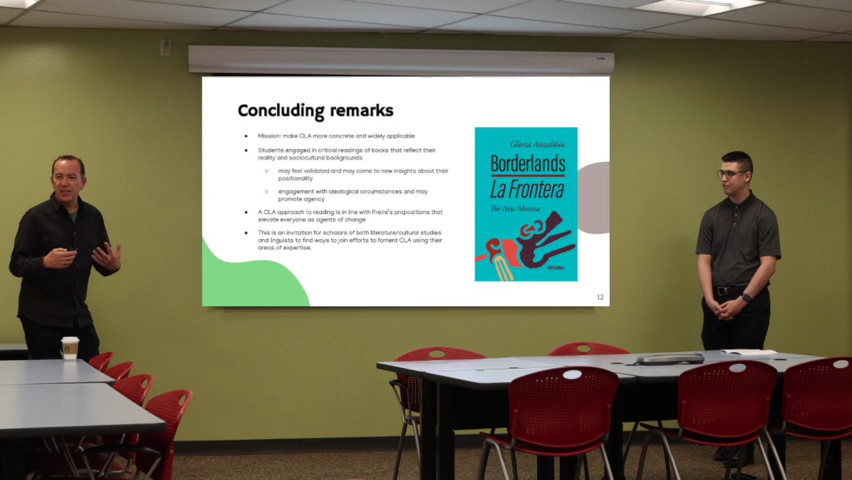 Concluding remarks
Mission: make CLA more concrete and widely applicable
Students engaged in critical readings of books that reflect their
reality and sociocultural backgrounds
may feel validated and may come to new insights about their
positionality
engagement with ideological circumstances and may
promote agency
A CLA approach to reading is in line with Freire's propositions that
elevate everyone as agents of change
This is an invitation for scholars of both literature/cultural studies
and linguists to find ways to join efforts to foment CLA using their
areas of expertise.
Gloria Anzaldúa
Borderlands
La Frontera
The New Mestiza
12